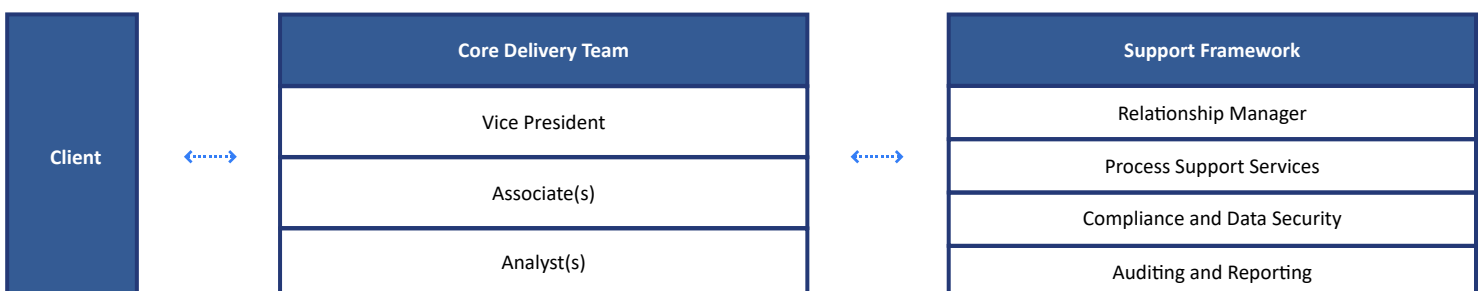 Client
Core Delivery Team
Vice President
Associate(s)
Analyst(s)
Support Framework
Relationship Manager
Process Support Services
Compliance and Data Security
Auditing and Reporting